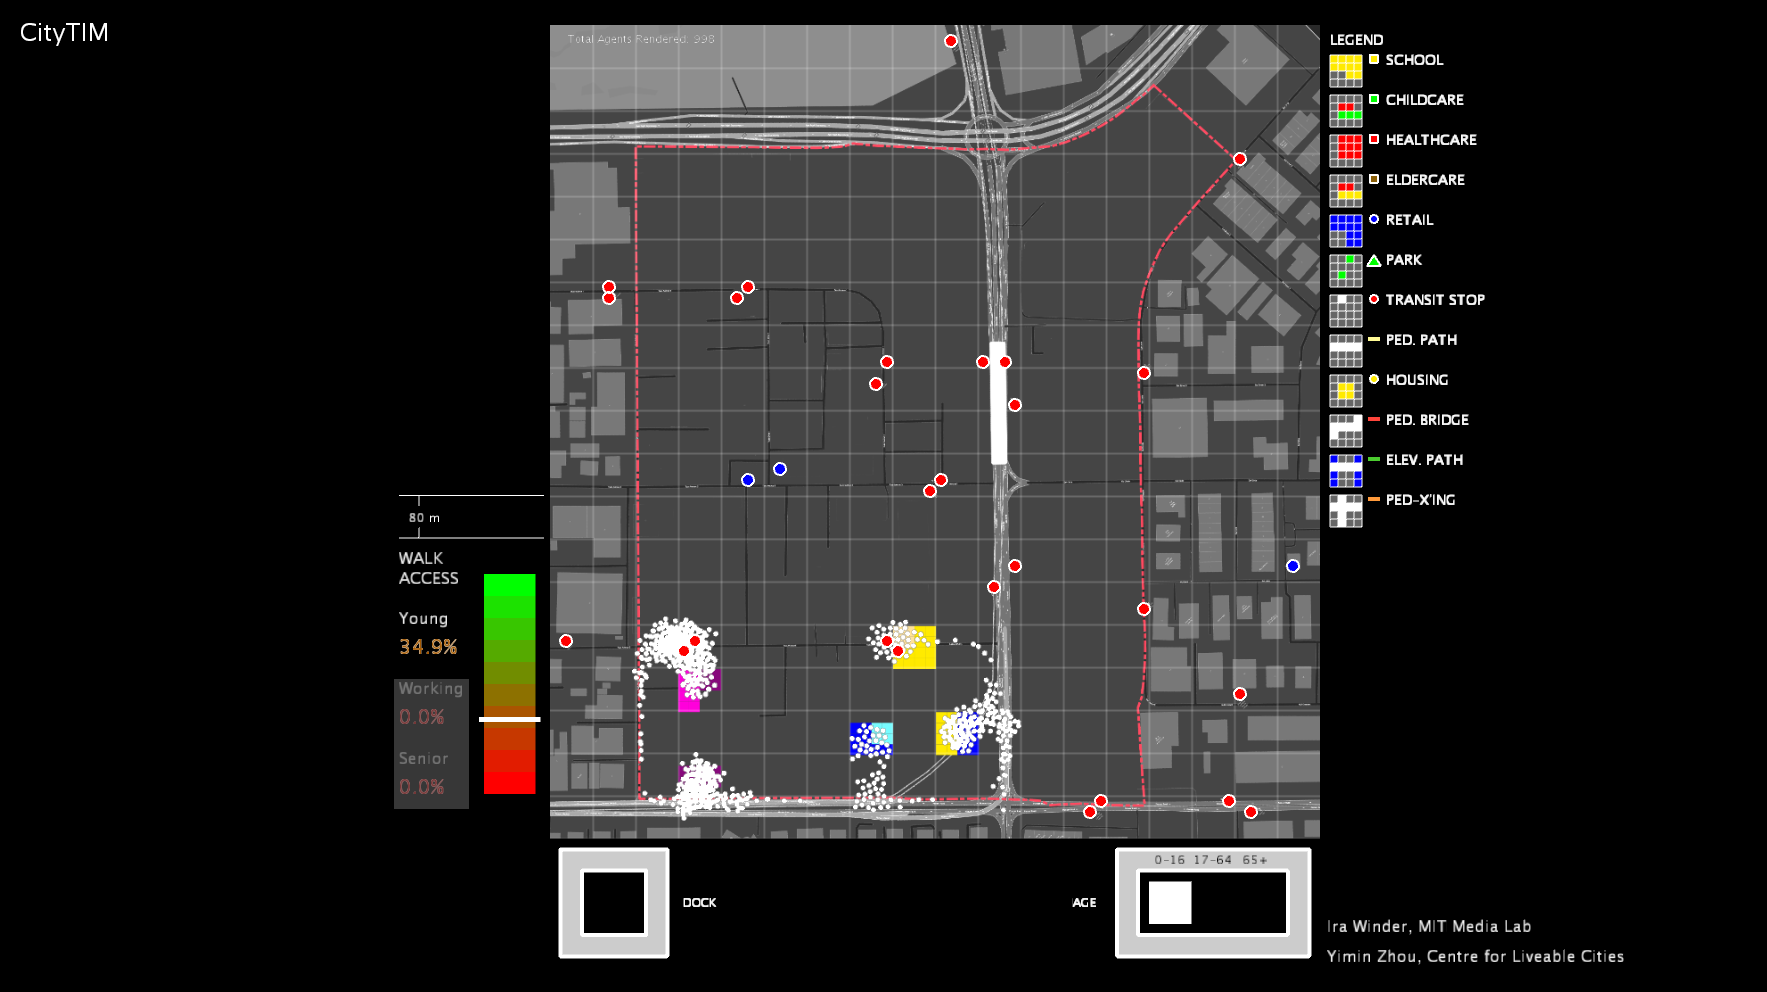 CityTIM
Total Agents Rendered: 998
LEGEND
SCHOOL
CHILDCARE
HEALTHCARE
ELDERCARE
RETAIL
PARK
TRANSIT STOP
PED. PATH
HOUSING
PED. BRIDGE
ELEV. PATH
PED-X'ING
80 m
WALK
ACCESS
Young
34.9%
Working
0.0%
Senior
0.0%
DOCK
AGE
0-16 17-64 65+
Ira Winder, MIT Media Lab
Yimin Zhou, Centre for Liveable Cities